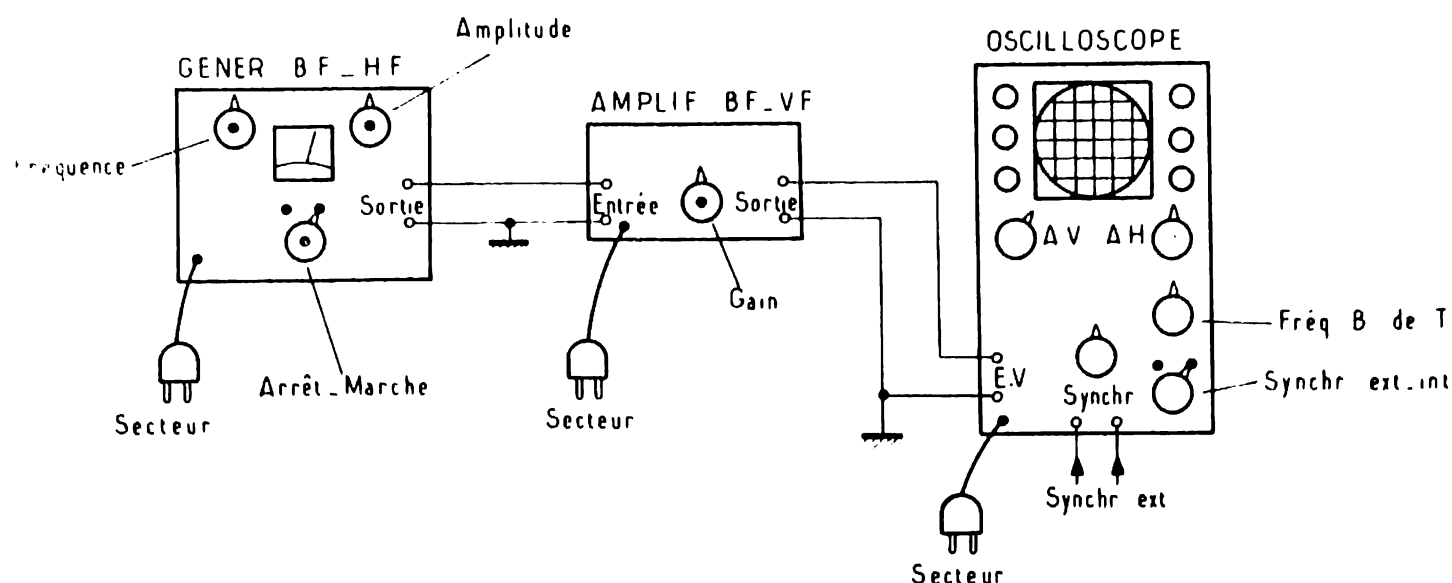 Amplitude
GENER BF_HF
Fréquence
Sortie
Arrêt_Marche
Secteur
AMPLIF BF_VF
Entrée
Sortie
Gain
Secteur
OSCILLOSCOPE
ΔV ΔH
Fréq B de T
E.V
Synchr
Synchr ext_int
Synchr ext
Secteur